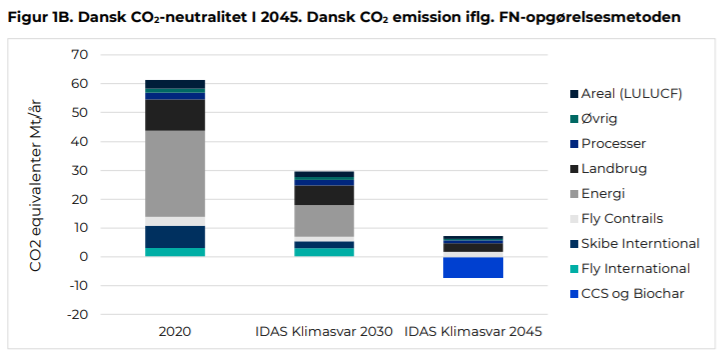 Figur 1B. Dansk CO₂-neutralitet I 2045. Dansk CO₂ emission iflg. FN-opgørelsesmetoden
CO2 equivalenter Mt/år
70
60
50
40
30
20
10
0
-10
-20
2020
IDAS Klimasvar 2030
IDAS Klimasvar 2045
Areal (LULUCF)
Øvrig
Processer
Landbrug
Energi
Fly Contrails
Skibe Interntional
Fly International
CCS og Biochar